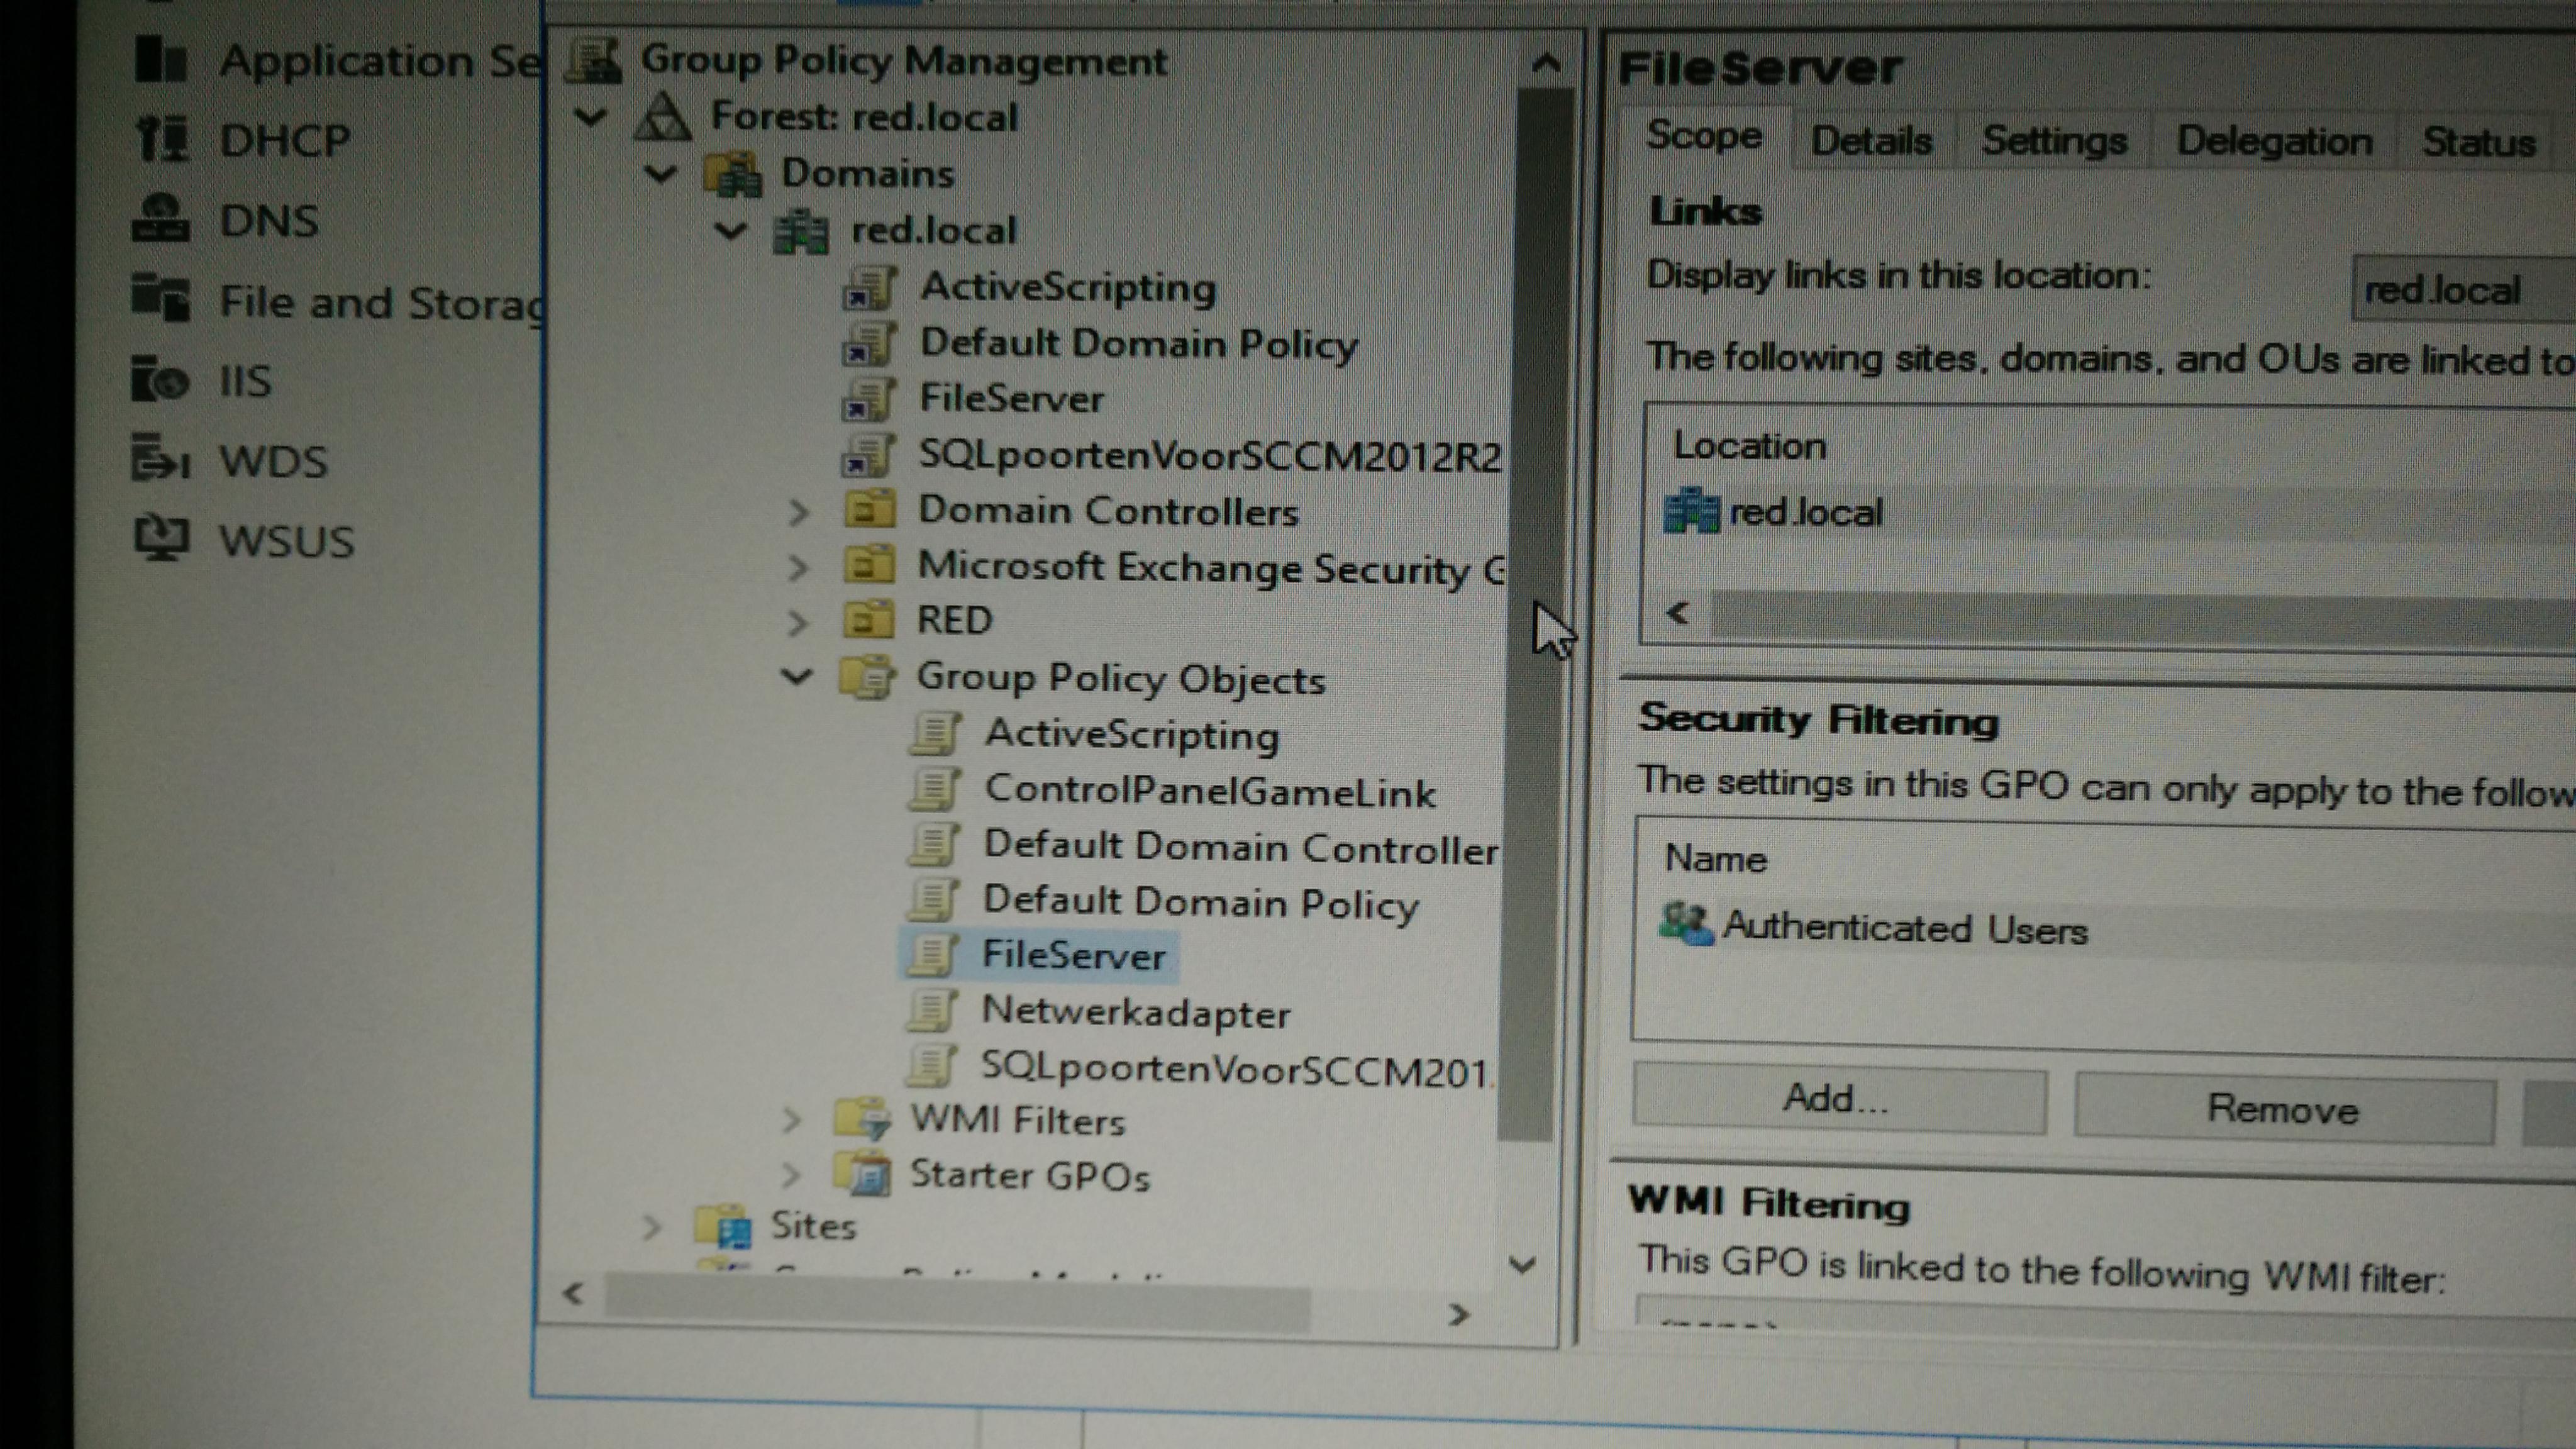 Application Se
DHCP
DNS
File and Storag
IIS
WDS
WSUS
Group Policy Management
Forest: red.local
Domains
red.local
ActiveScripting
Default Domain Policy
FileServer
SQLpoortenVoorSCCM2012R2
Domain Controllers
Microsoft Exchange Security G
RED
Group Policy Objects
ActiveScripting
ControlPanelGameLink
Default Domain Controller
Default Domain Policy
FileServer
Netwerkadapter
SQLpoortenVoorSCCM201
WMI Filters
Starter GPOs
Sites
FileServer
Scope Details Settings Delegation Status
Links
Display links in this location: red.local
The following sites, domains, and OUs are linked to
Location
red.local
Security Filtering
The settings in this GPO can only apply to the follow
Name
Authenticated Users
Add... Remove
WMI Filtering
This GPO is linked to the following WMI filter: